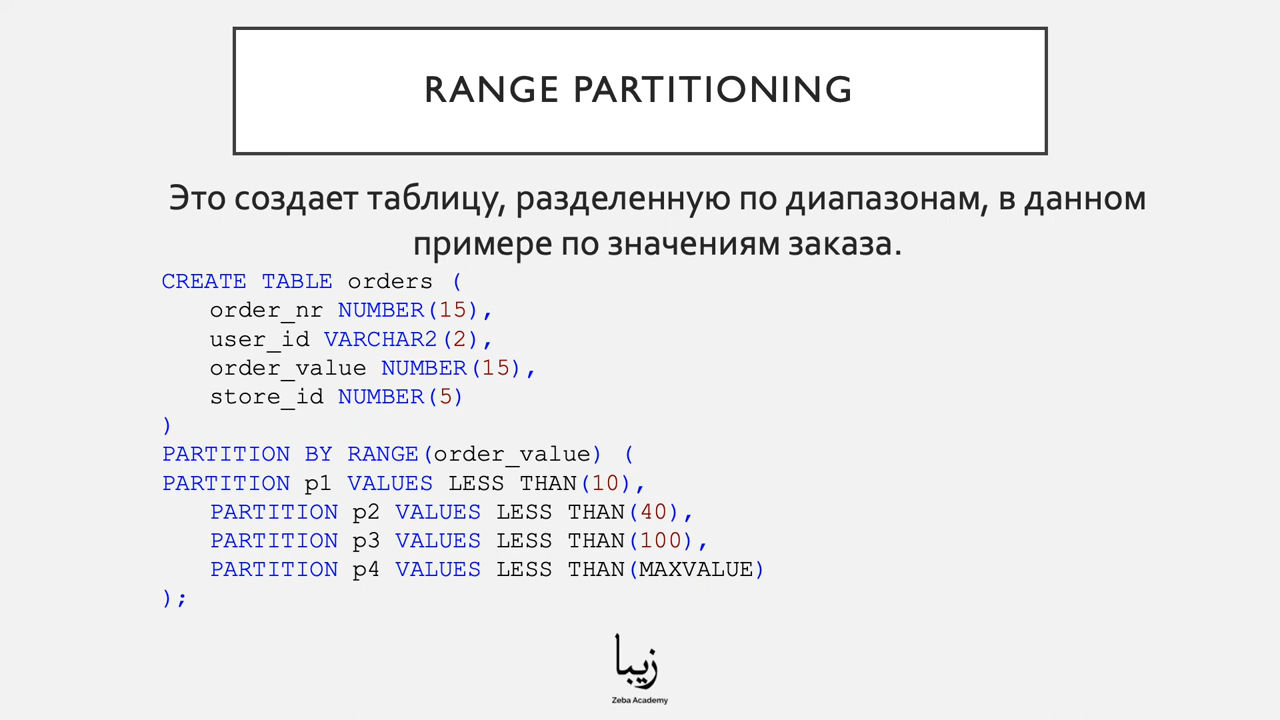 RANGE PARTITIONING
Это создает таблицу, разделенную по диапазонам, в данном
примере по значениям заказа.
CREATE TABLE orders (
order_nr NUMBER(15),
user_id VARCHAR2(2),
order_value NUMBER(15),
store_id NUMBER(5)
)
PARTITION BY RANGE(order_value) (
PARTITION p1 VALUES LESS THAN(10),
PARTITION p2 VALUES LESS THAN(40),
PARTITION p3 VALUES LESS THAN(100),
PARTITION p4 VALUES LESS THAN(MAXVALUE)
);
زیبا
Zeba Academy